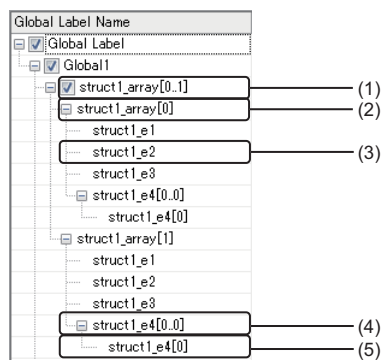 Global Label Name
Global Label
Global1
struct1_array[0..1] (1)
struct1_array[0] (2)
struct1_e1
struct1_e2 (3)
struct1_e3
struct1_e4[0..0]
struct1_e4[0]
struct1_array[1]
struct1_e1
struct1_e2
struct1_e3
struct1_e4[0..0] (4)
struct1_e4[0] (5)